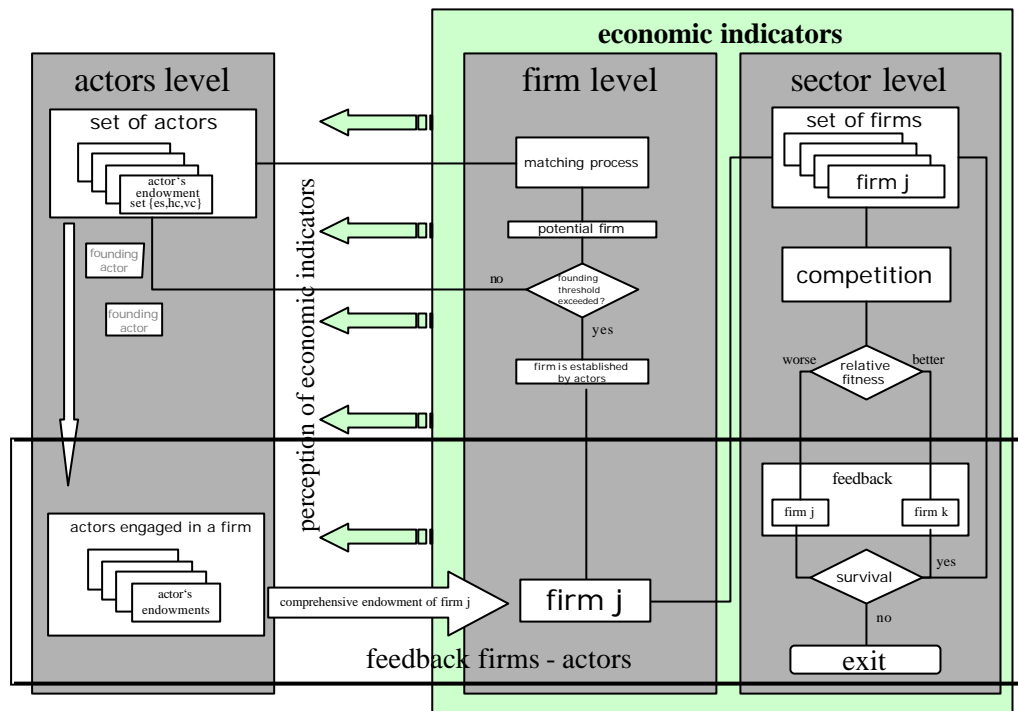 economic indicators
actors level
set of actors
actor's
endowment
set {es,hc,vc}
founding
actor
founding
actor
actors engaged in a firm
actor's
endowments
perception of economic indicators
comprehensive endowment of firm j
firm level
matching process
potential firm
founding
threshold
exceeded?
no
yes
firm is established
by actors
firm j
sector level
set of firms
firm j
competition
relative
fitness
worse
better
feedback
firm j
firm k
survival
yes
no
exit
feedback firms - actors